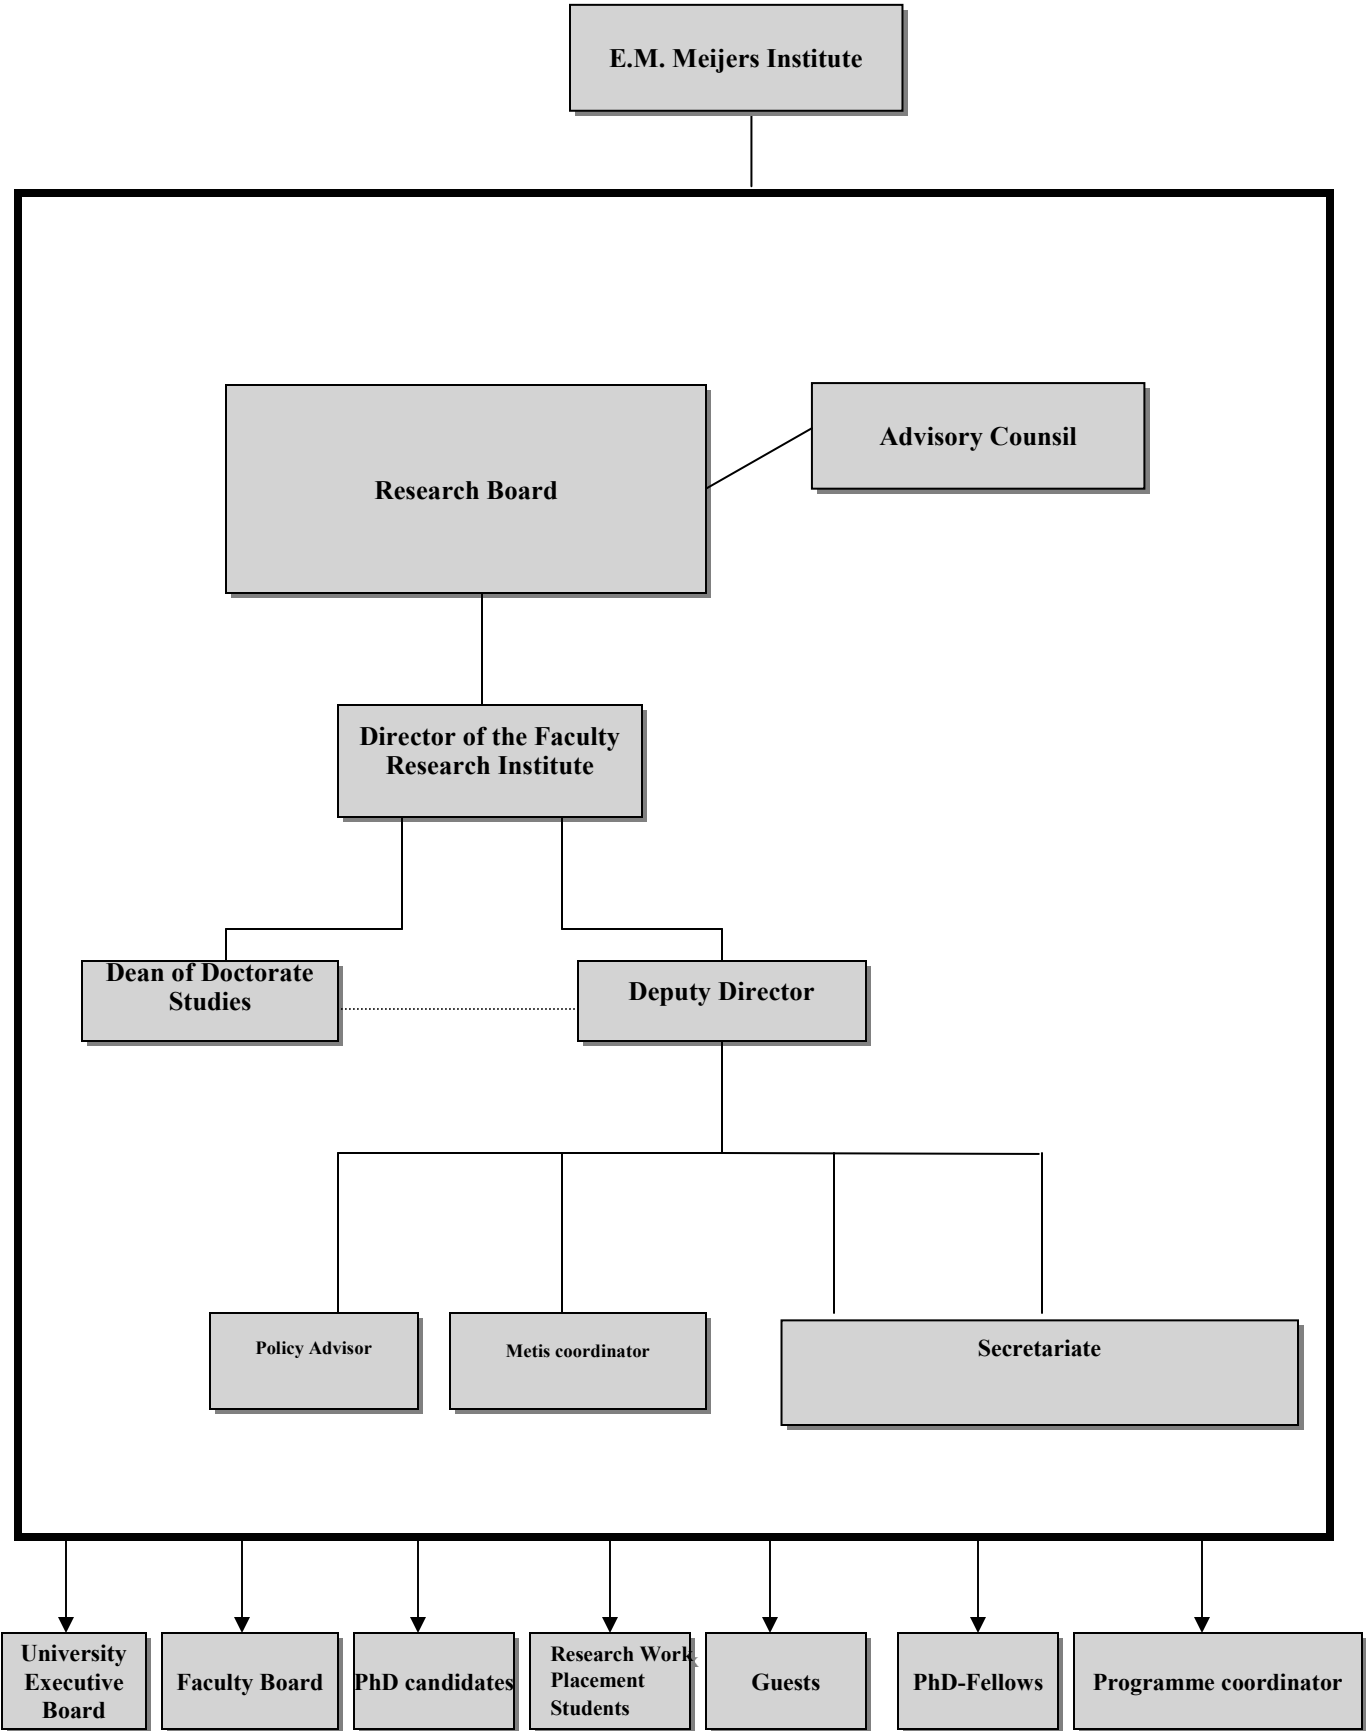 E.M. Meijers Institute
Advisory Counsil
Research Board
Director of the Faculty
Research Institute
Dean of Doctorate
Studies
Deputy Director
Policy Advisor
Metis coordinator
Secretariate
University
Executive
Board
Faculty Board
PhD candidates
Research Work
Placement
Students
Guests
PhD-Fellows
Programme coordinator